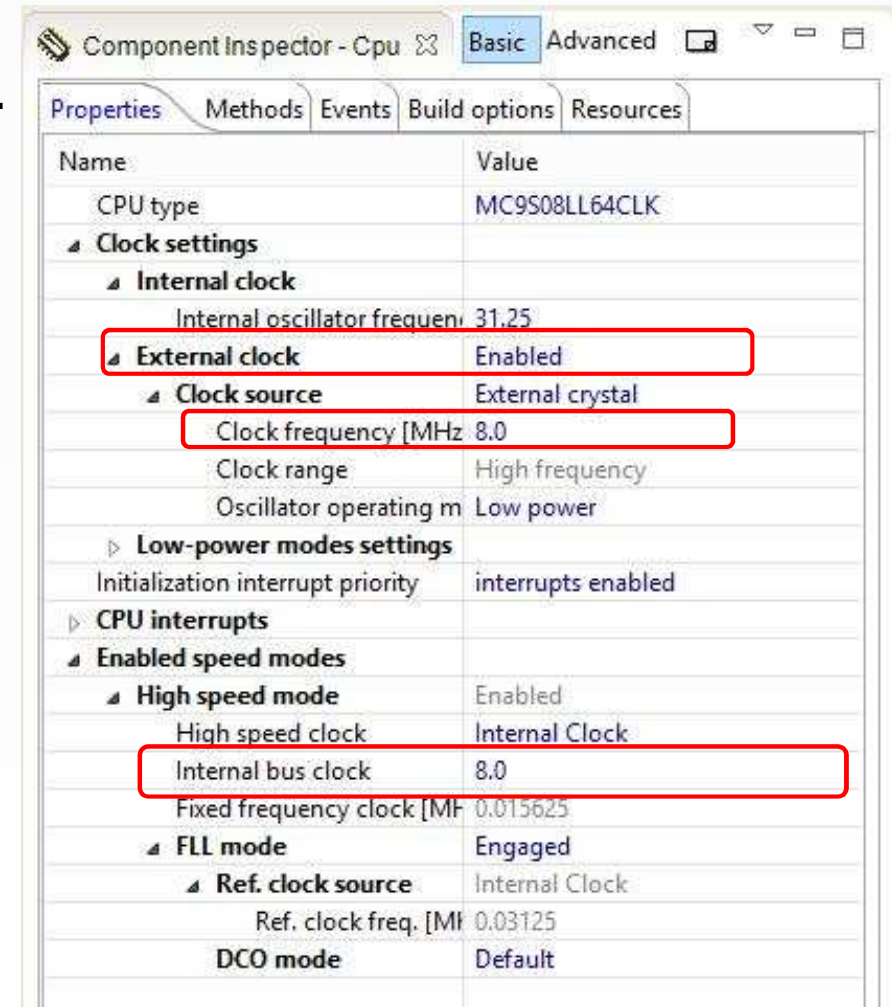 Component Inspector - Cpu Basic Advanced
Properties Methods Events Build options Resources
Name Value
CPU type MC9S08LL64CLK
Clock settings
Internal clock
Internal oscillator frequen 31.25
External clock Enabled
Clock source External crystal
Clock frequency [MHz 8.0
Clock range High frequency
Oscillator operating m Low power
Low-power modes settings
Initialization interrupt priority interrupts enabled
CPU interrupts
Enabled speed modes
High speed mode Enabled
High speed clock Internal Clock
Internal bus clock 8.0
Fixed frequency clock [MH 0.015625
FLL mode Engaged
Ref. clock source Internal Clock
Ref. clock freq. [MH 0.03125
DCO mode Default